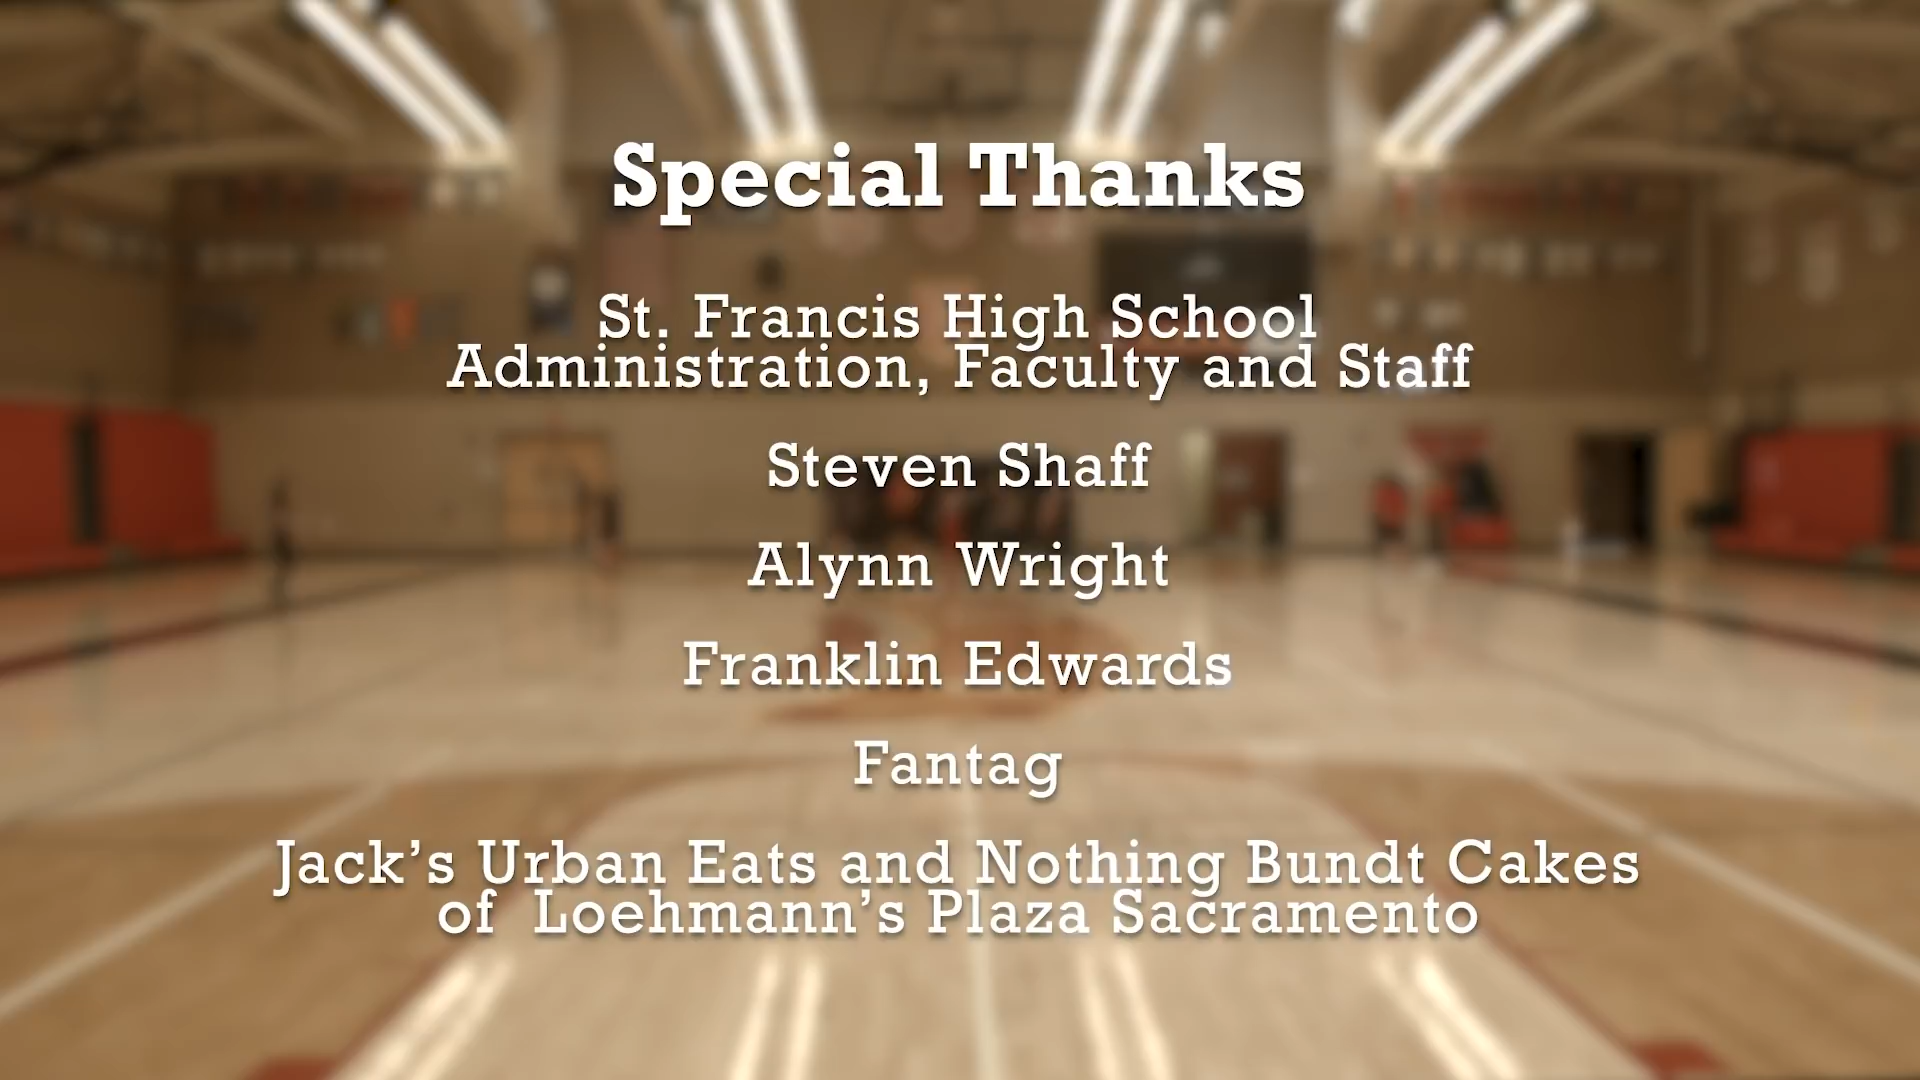 Special Thanks
St. Francis High School
Administration, Faculty and Staff
Steven Shaff
Alynn Wright
Franklin Edwards
Fantag
Jack’s Urban Eats and Nothing Bundt Cakes
of Loehmann’s Plaza Sacramento